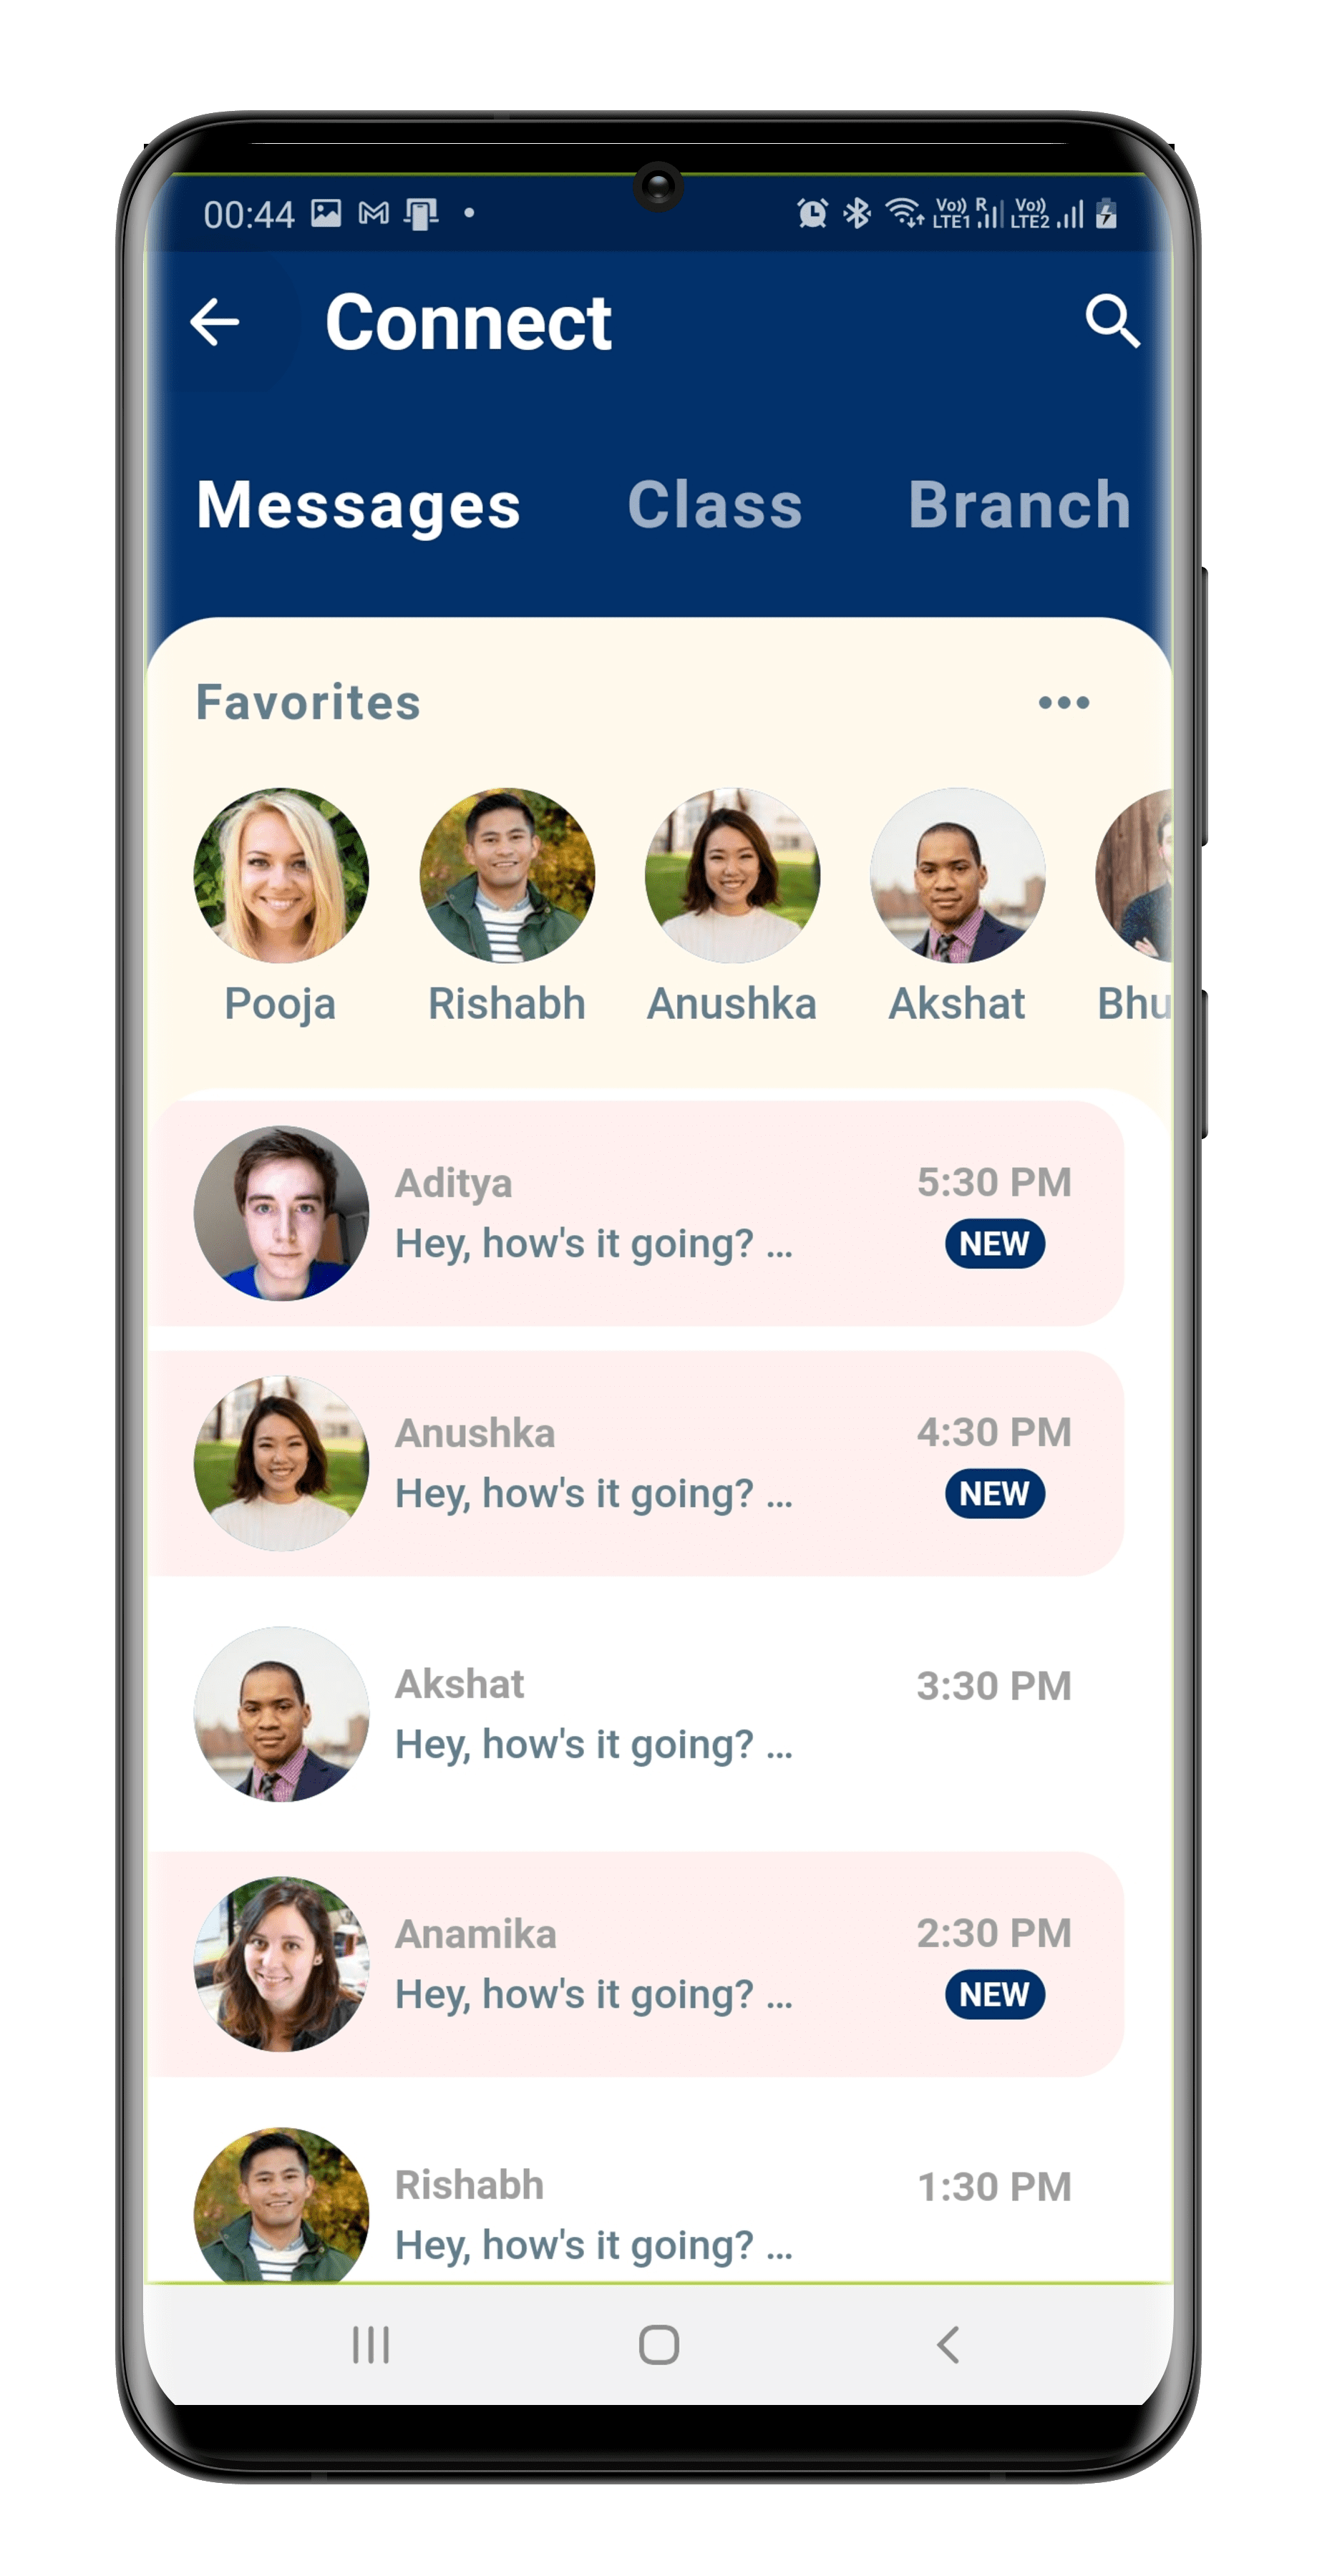 00:44 Vo)) R Vo))
LTE1 LTE2
Connect
Messages Class Branch
Favorites
Pooja Rishabh Anushka Akshat Bhu
Aditya 5:30 PM
Hey, how's it going? ... NEW
Anushka 4:30 PM
Hey, how's it going? ... NEW
Akshat 3:30 PM
Hey, how's it going? ...
Anamika 2:30 PM
Hey, how's it going? ... NEW
Rishabh 1:30 PM
Hey, how's it going? ...